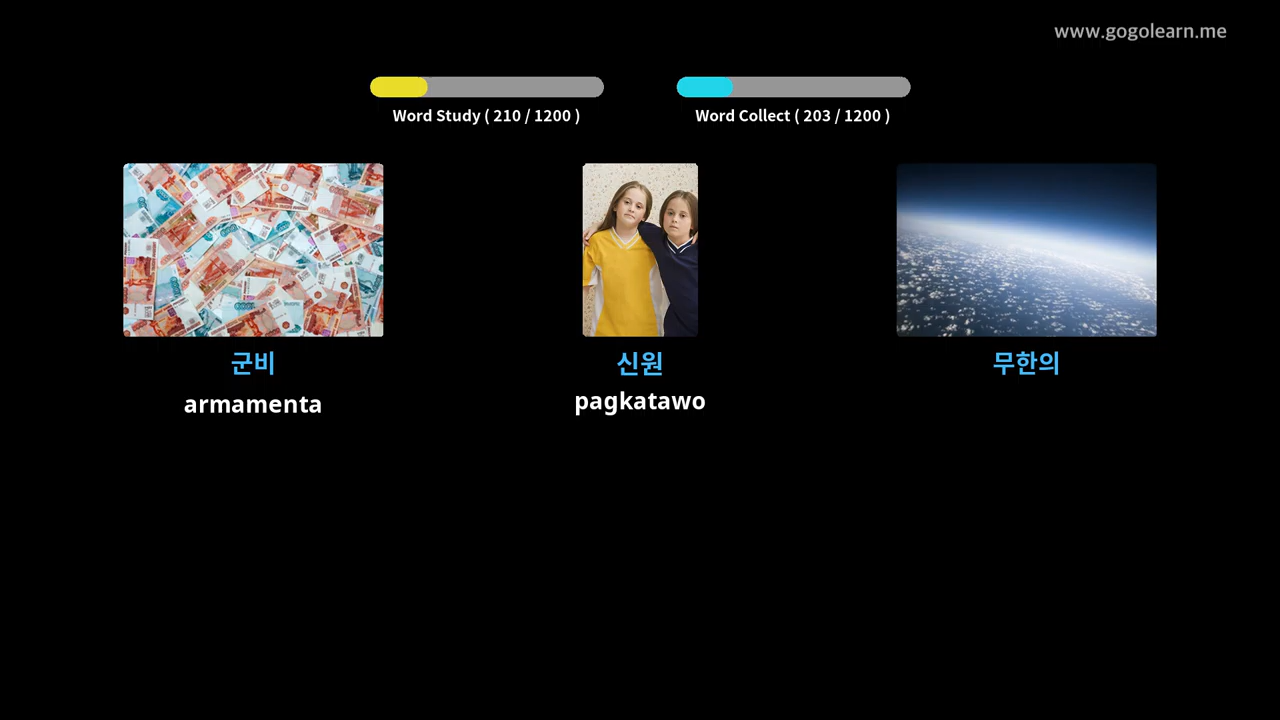 www.gogolearn.me
Word Study ( 210 / 1200 )
Word Collect ( 203 / 1200 )
군비
armamenta
신원
pagkatawo
무한의